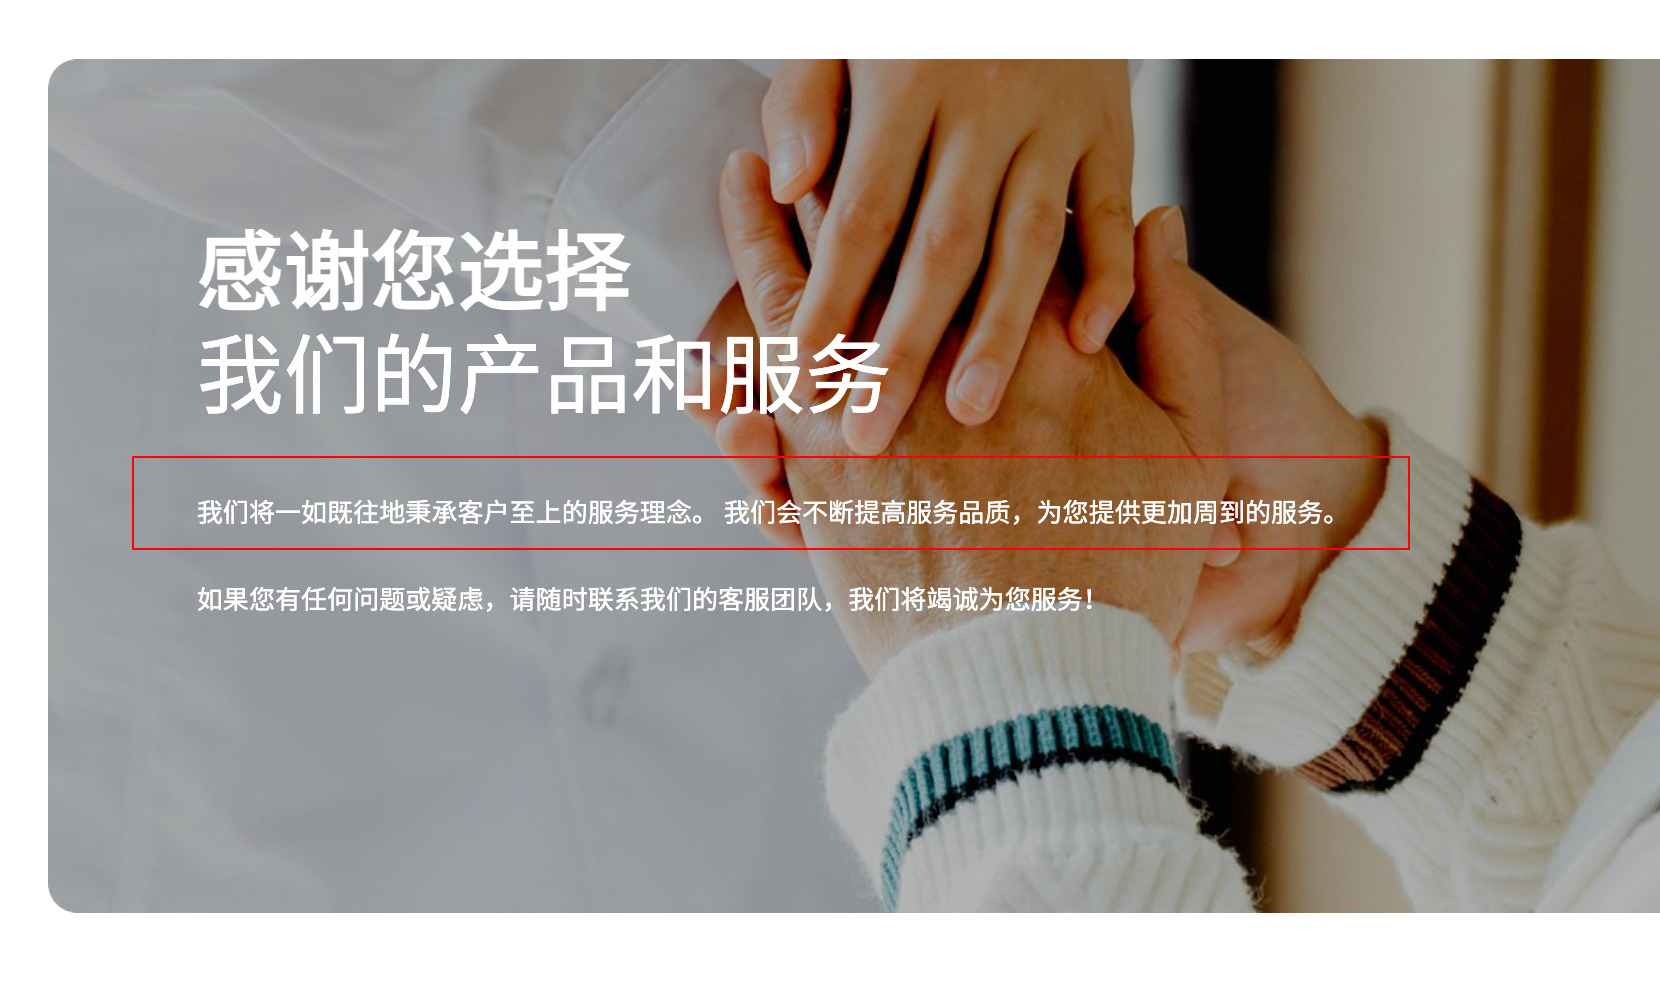 感谢您选择
我们的产品和服务
我们将一如既往地秉承客户至上的服务理念。 我们会不断提高服务品质，为您提供更加周到的服务。
如果您有任何问题或疑虑，请随时联系我们的客服团队，我们将竭诚为您服务！